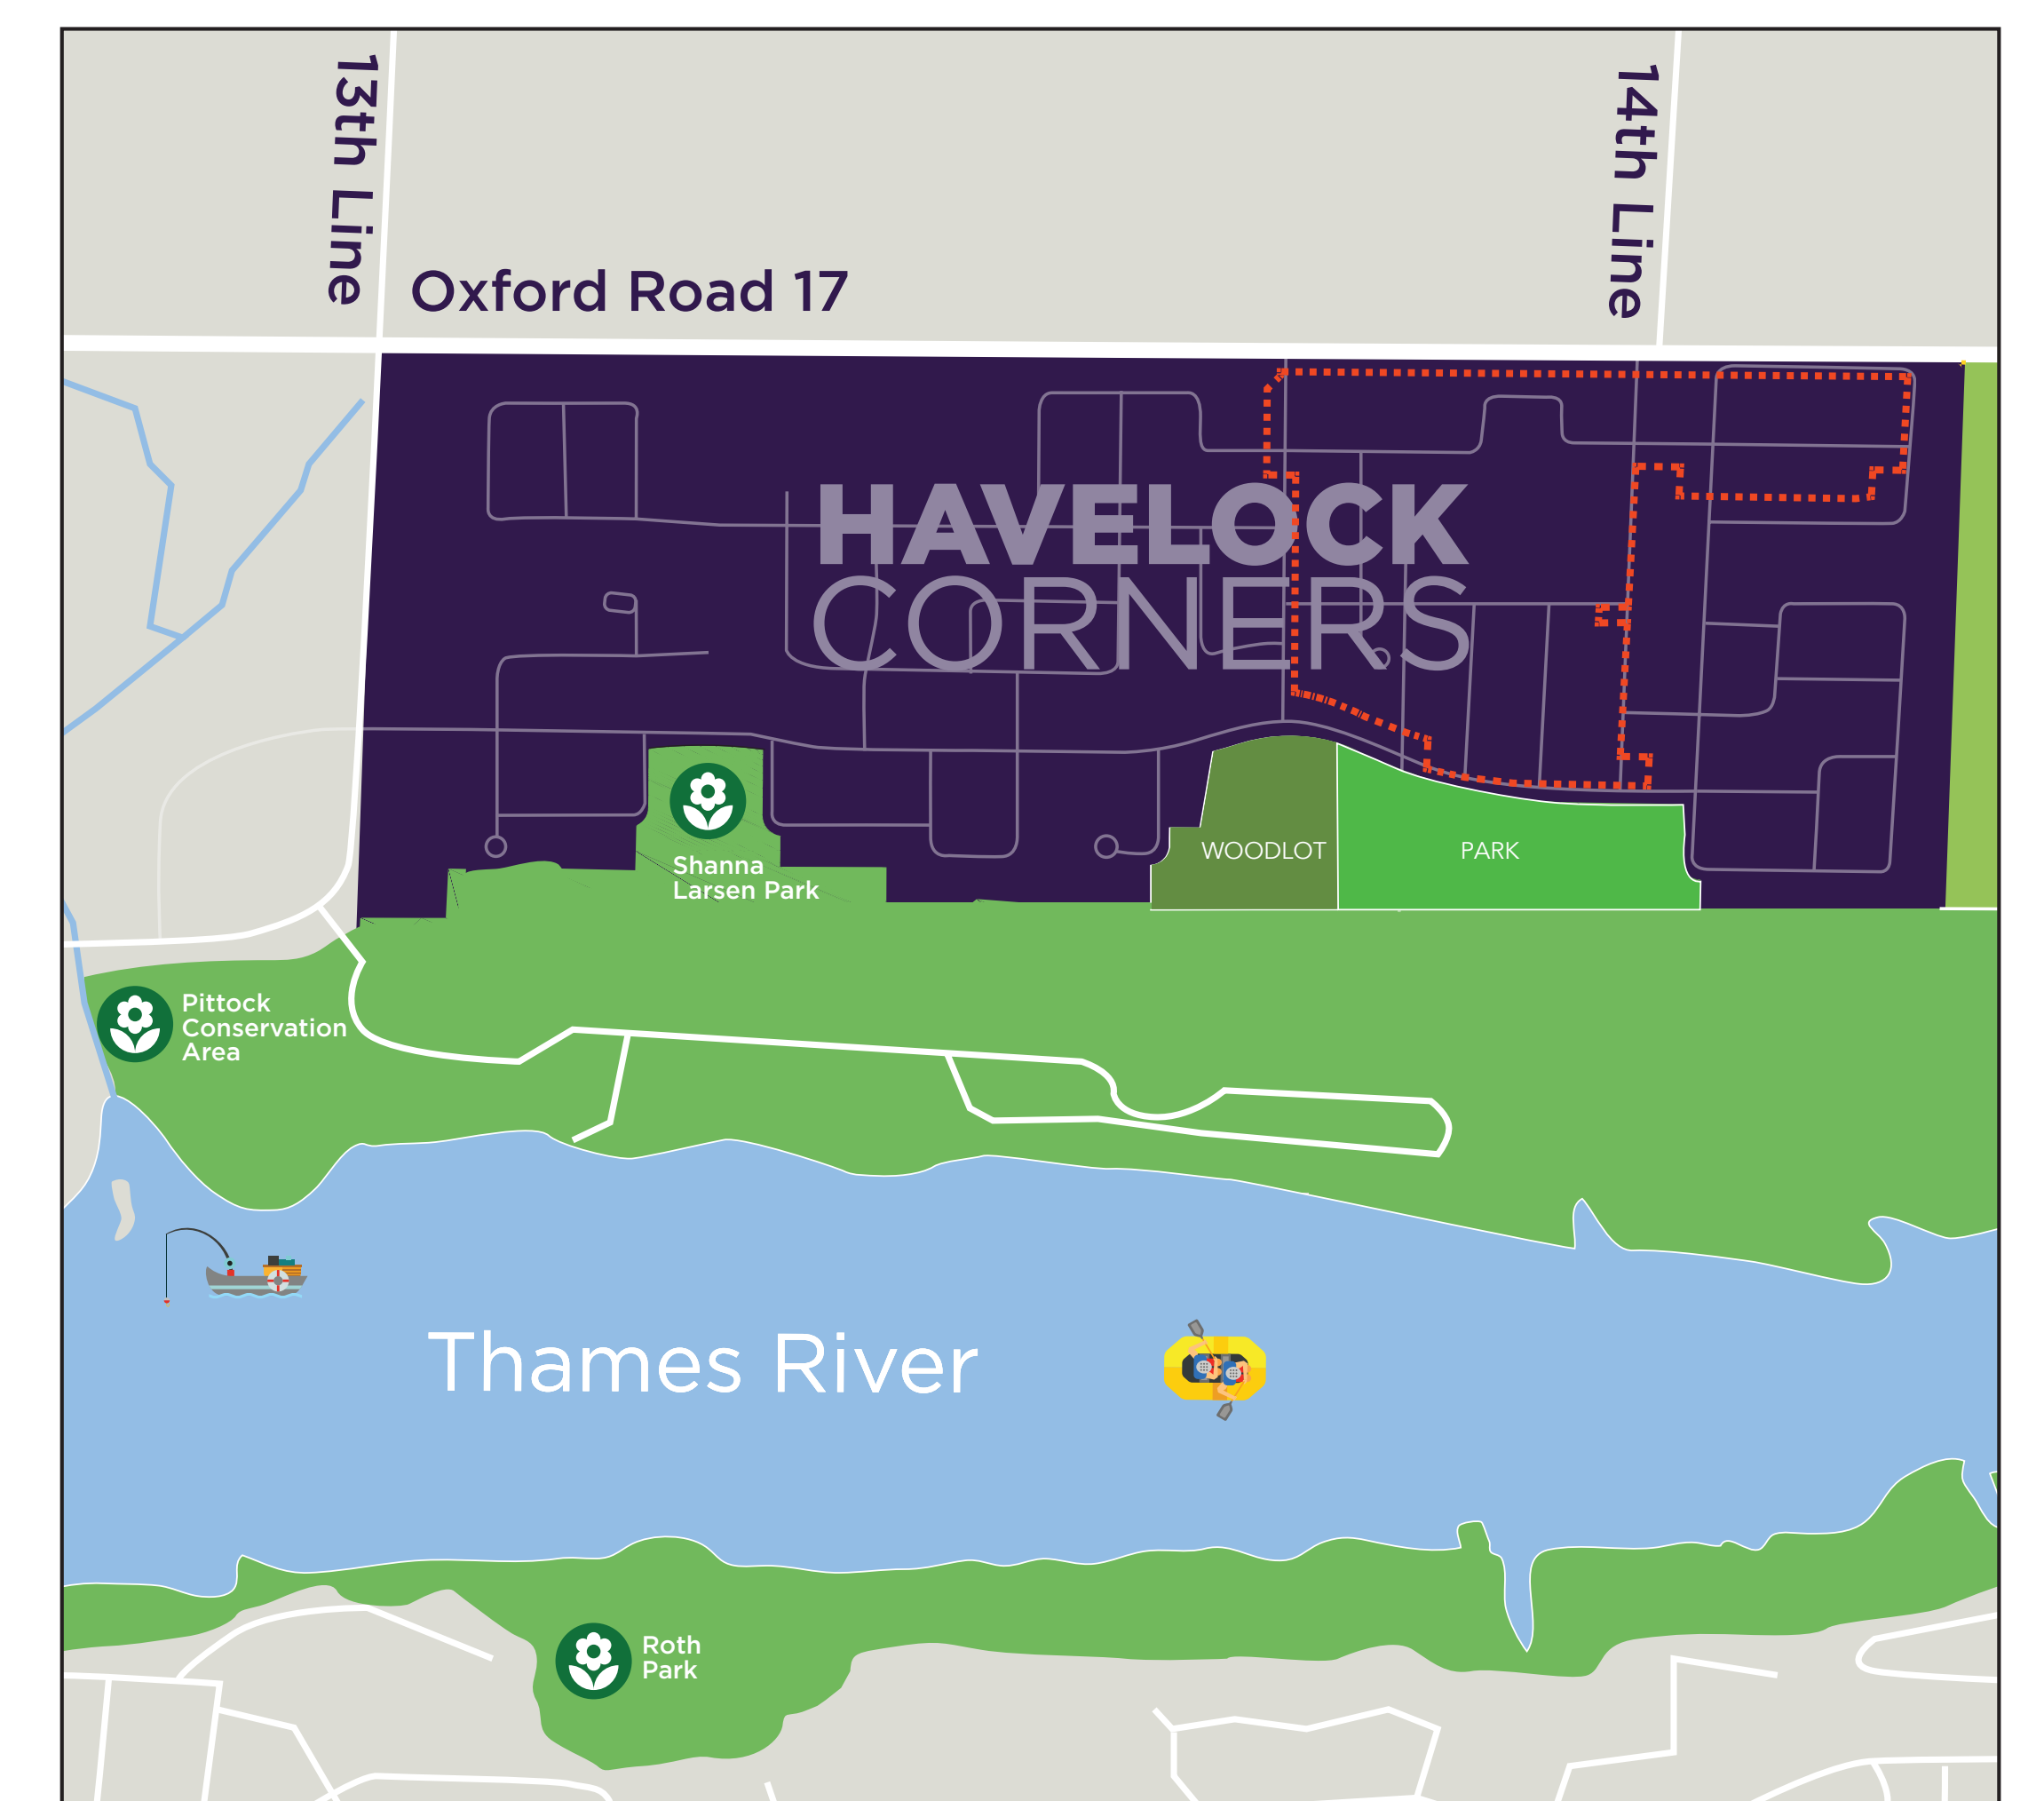 13th Line
14th Line
Oxford Road 17
HAVELOCK
CORNERS
WOODLOT
PARK
Shanna
Larsen Park
Pittock
Conservation
Area
Thames River
Roth
Park